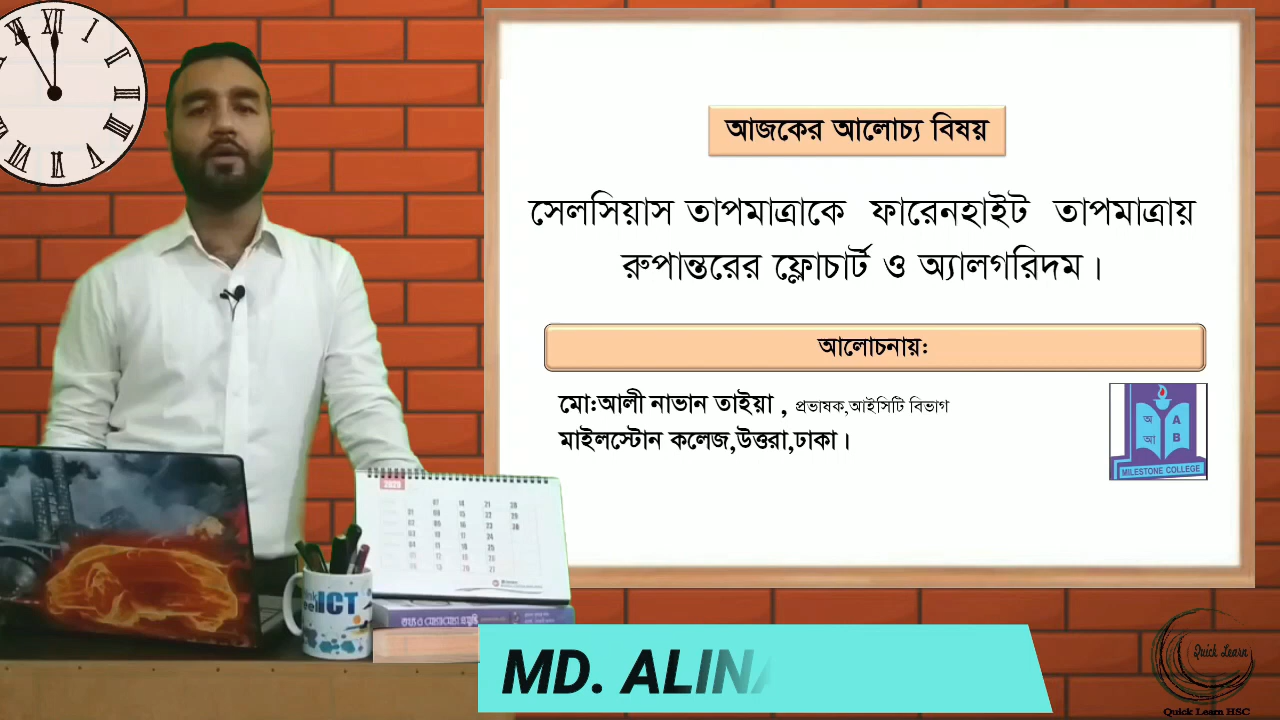 আজকের আলোচ্য বিষয়
সেলসিয়াস তাপমাত্রাকে ফারেনহাইট তাপমাত্রায়
রুপান্তরের ফ্লোচার্ট ও অ্যালগরিদম।
আলোচনায়:
মো:আলী নাভান তাইয়া , প্রভাষক,আইসিটি বিভাগ
মাইলস্টোন কলেজ,উত্তরা,ঢাকা।
অ A
আ B
MILESTONE COLLEGE
ICT
MD. ALINA
Quick Learn
Quick Learn HSC